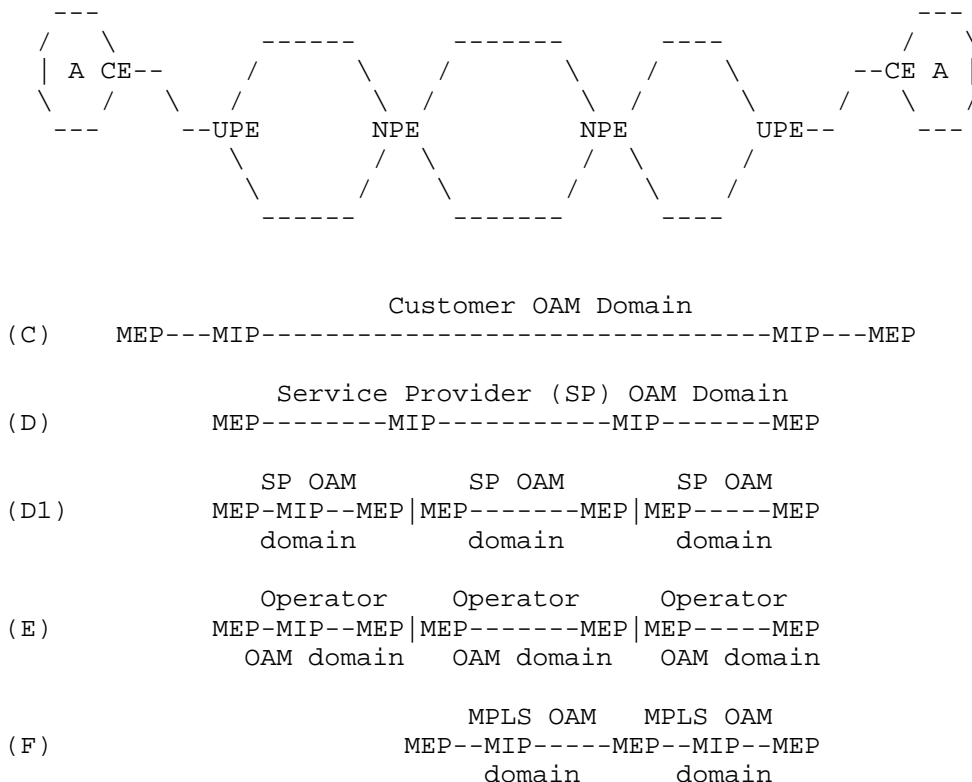 ---                                                   ---
   /   \         ------      -------     ----            /   \
   | A CE--     /      \    /       \   /    \       --CE A |
   \   /   \   /        \  /         \ /      \     /   \   /
    ---     --UPE       NPE          NPE        UPE--     ---
               \        /  \         / \      /
                \      /    \       /   \    /
                 ------      -------     ----
Customer OAM Domain
(C) MEP---MIP--------------------------------MIP---MEP
Service Provider (SP) OAM Domain
(D) MEP--------MIP-----------MIP-------MEP
SP OAM SP OAM SP OAM
(D1) MEP-MIP--MEP|MEP-------MEP|MEP-----MEP
domain domain domain
Operator Operator Operator
(E) MEP-MIP--MEP|MEP-------MEP|MEP-----MEP
OAM domain OAM domain OAM domain
MPLS OAM MPLS OAM
(F) MEP--MIP-----MEP--MIP--MEP
domain domain